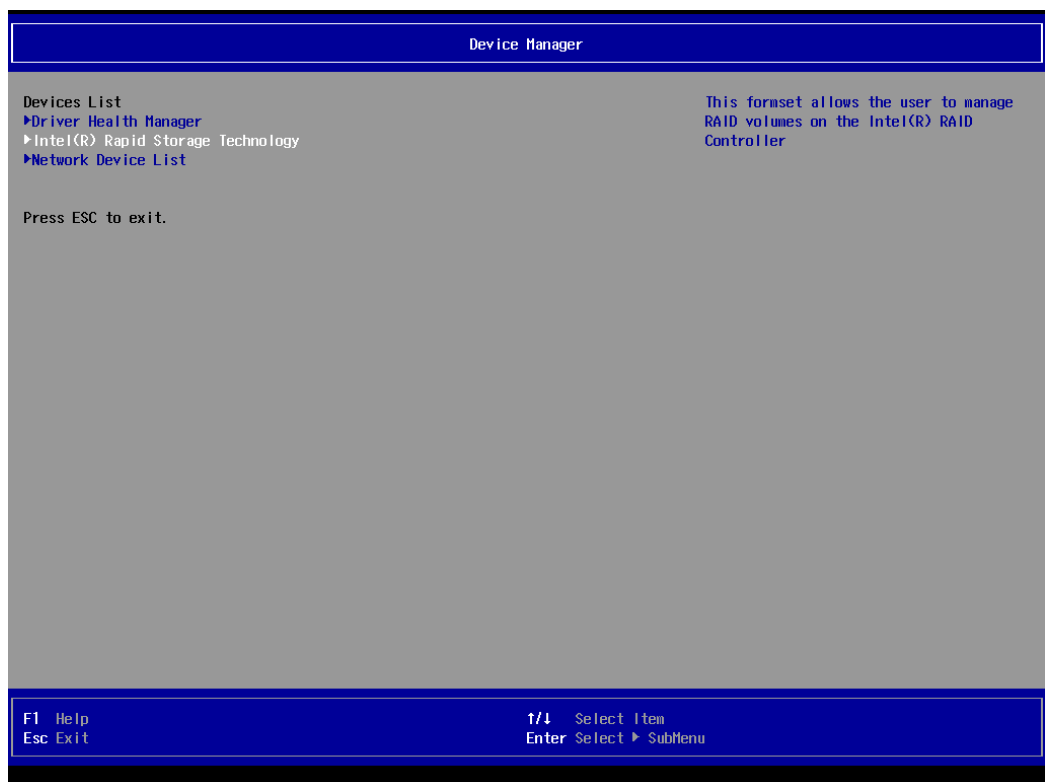 Device Manager
Devices List
▶Driver Health Manager
▶Intel(R) Rapid Storage Technology
▶Network Device List
Press ESC to exit.
This formset allows the user to manage
RAID volumes on the Intel(R) RAID
Controller
F1 Help
Esc Exit
↑/↓ Select Item
Enter Select ▶ SubMenu